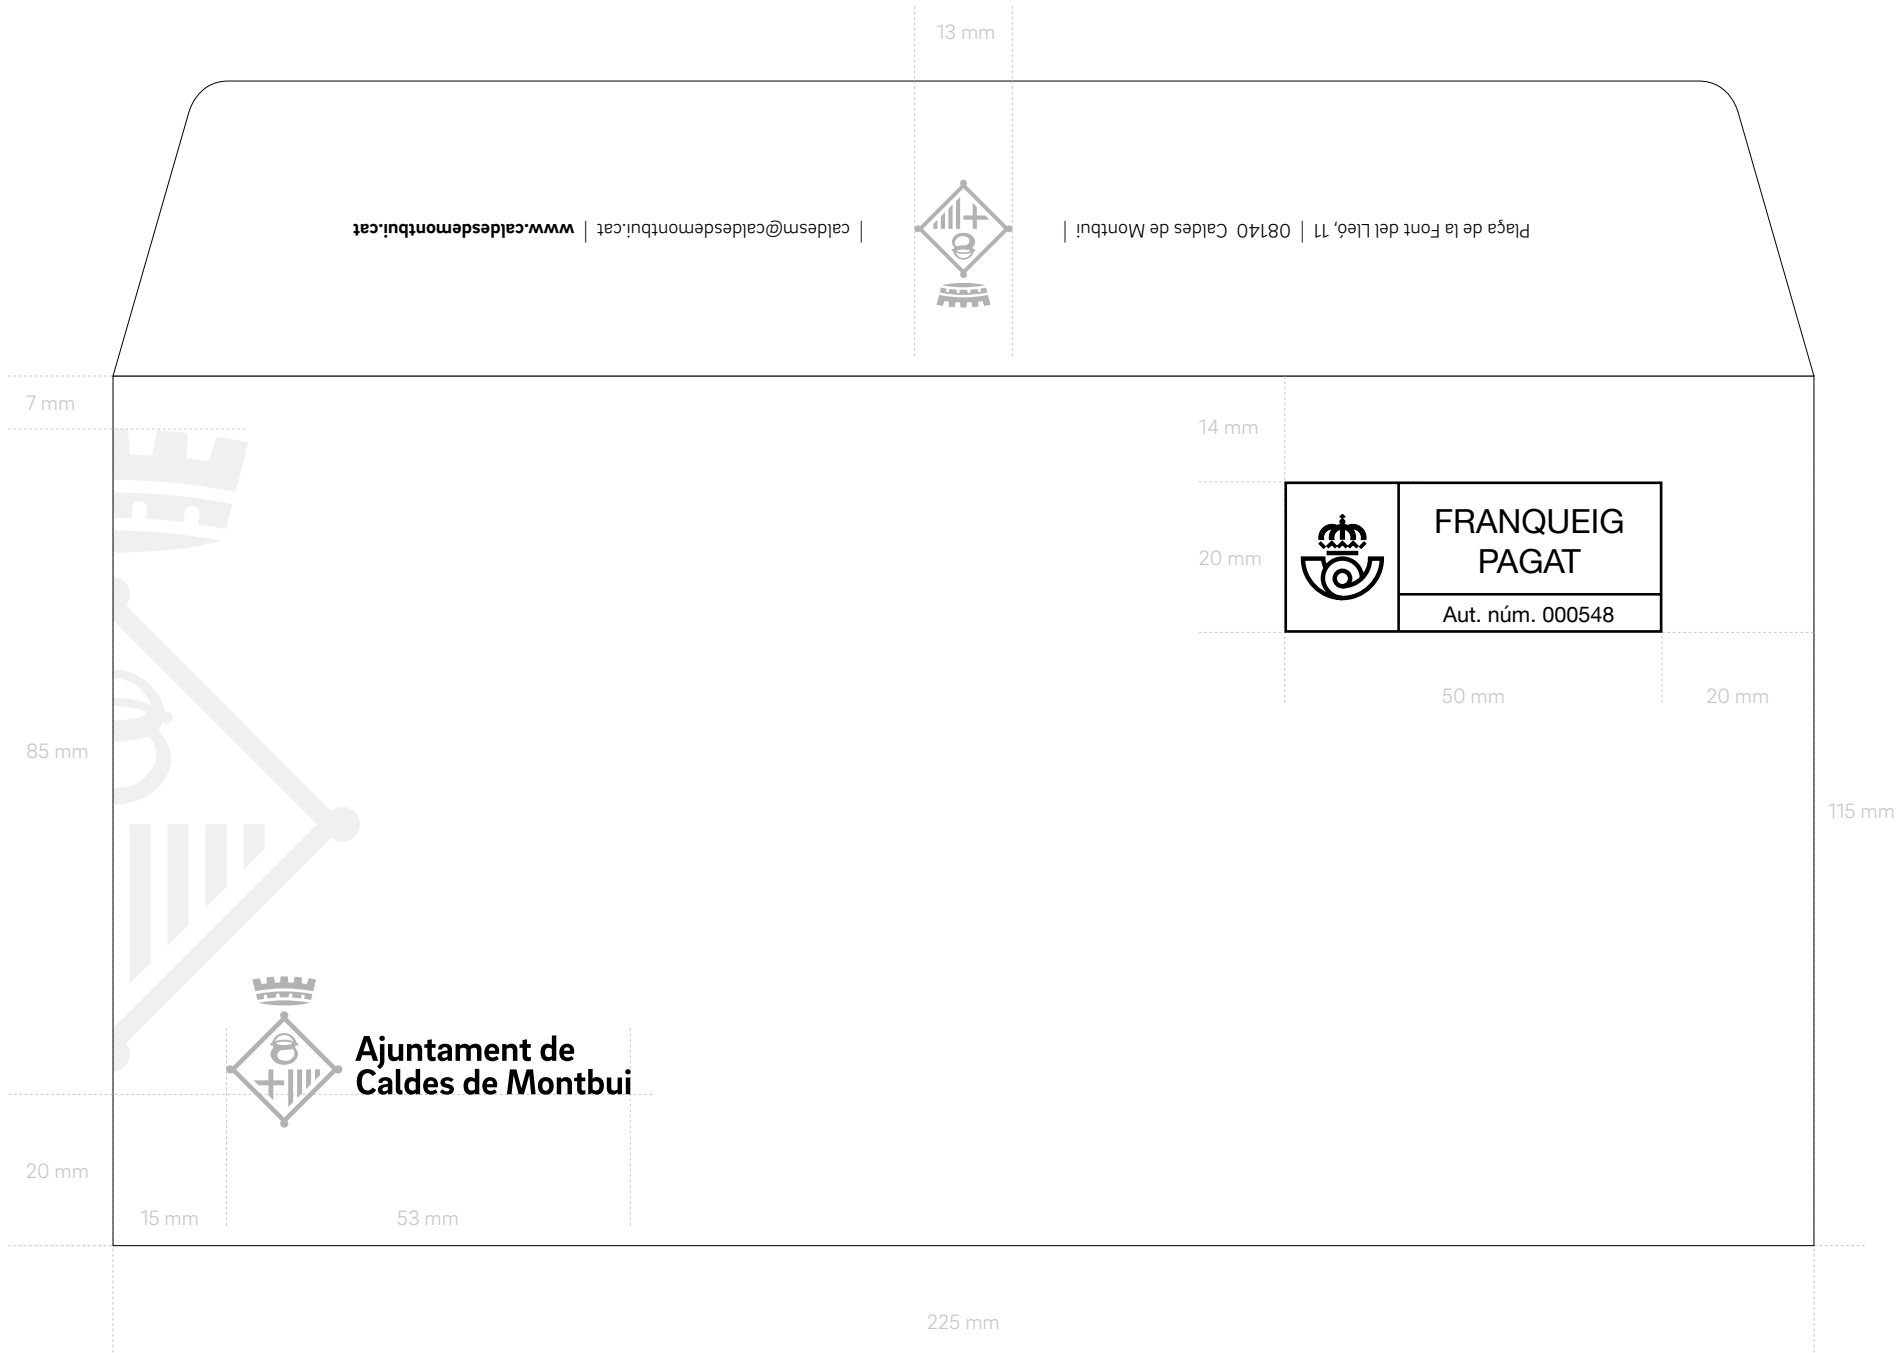 13 mm
Plaça de la Font del Lleó, 11 | 08140 Caldes de Montbui |
| caldesm@caldesdemontbui.cat | www.caldesdemontbui.cat
7 mm
14 mm
FRANQUEIG
PAGAT
20 mm
Aut. núm. 000548
50 mm
20 mm
85 mm
115 mm
Ajuntament de
Caldes de Montbui
20 mm
15 mm
53 mm
225 mm